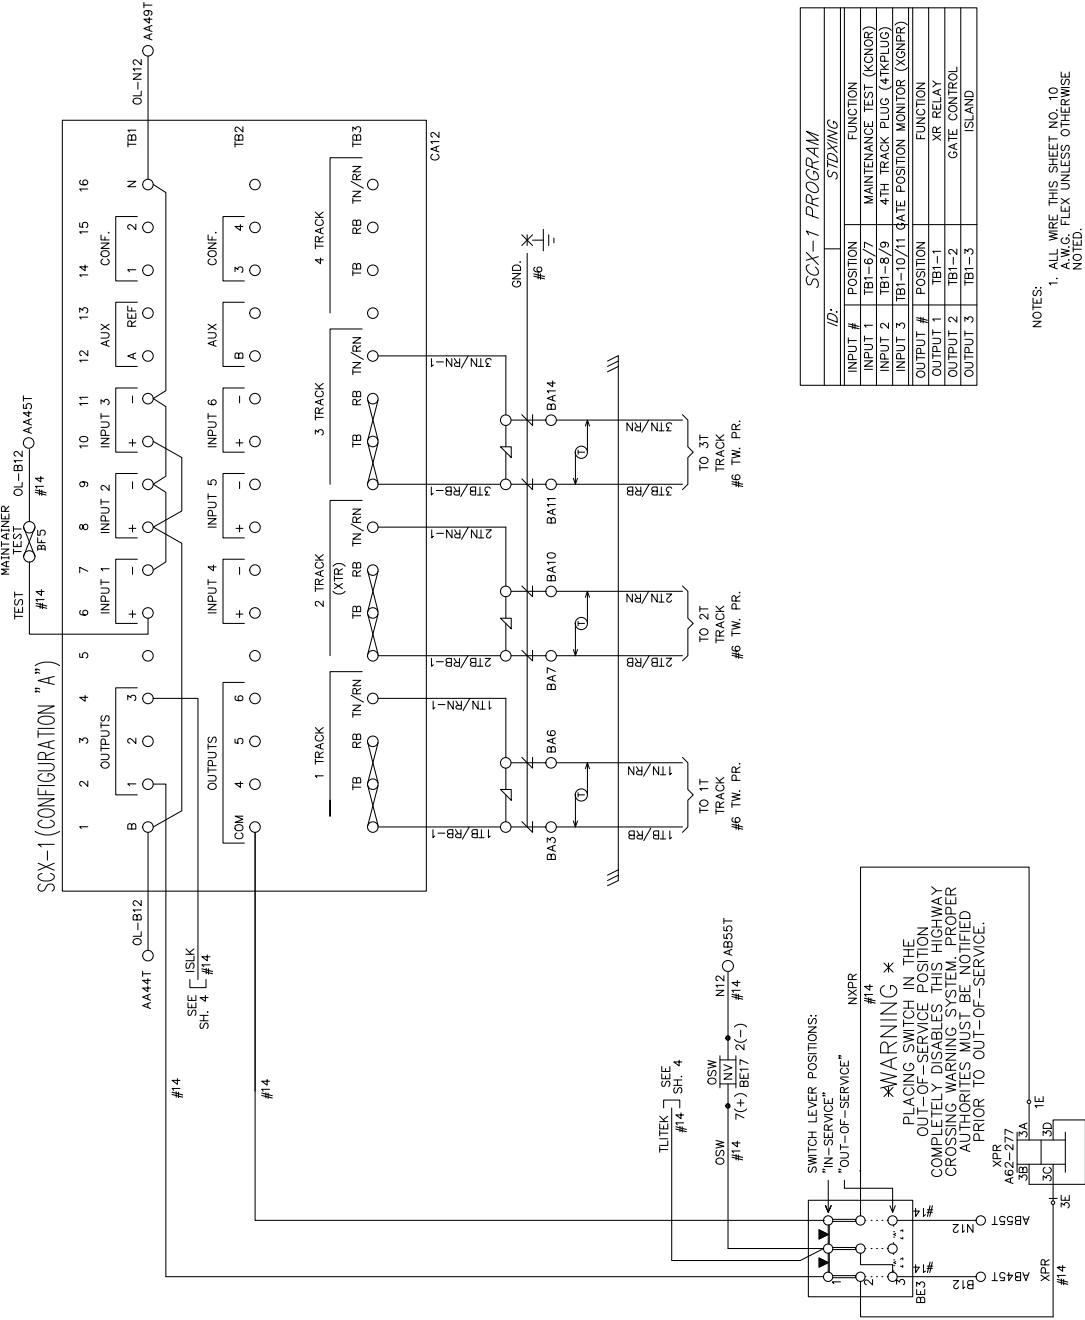 SCX-1 (CONFIGURATION "A")
MAINTAINER
TEST
BF5
TEST
#14
OL-B12
#14
AA45T
OL-N12
AA49T
1 2 3 4 5 6 7 8 9 10 11 12 13 14 15 16
OUTPUTS
INPUT 1
INPUT 2
INPUT 3
AUX
CONF.
B 1 2 3 + - + - + - A REF 1 2 N
TB1
OUTPUTS
INPUT 4
INPUT 5
INPUT 6
AUX
CONF.
COM 4 5 6 + - + - + - B 3 4
TB2
1 TRACK
2 TRACK
(XTR)
3 TRACK
4 TRACK
TB RB TN/RN
TB RB TN/RN
TB RB TN/RN
TB RB TN/RN
TB3
CA12
AA44T
OL-B12
SEE
SH. 4
ISLK
#14
#14
#14
1TB/RB-1
1TN/RN-1
2TB/RB-1
2TN/RN-1
3TB/RB-1
3TN/RN-1
GND.
#6
BA3
BA6
BA7
BA10
BA11
BA14
T
T
T
1TB/RB
1TN/RN
2TB/RB
2TN/RN
3TB/RB
3TN/RN
TO 1T
TRACK
#6 TW. PR.
TO 2T
TRACK
#6 TW. PR.
TO 3T
TRACK
#6 TW. PR.
TLITEK
#14
SEE
SH. 4
OSW
#14
7(+)
OSW
NV
BE17
2(-)
N12
#14
AB55T
SWITCH LEVER POSITIONS:
"IN-SERVICE"
"OUT-OF-SERVICE"
1 2 3
BE3
#14
#14
B12
AB45T
N12
AB55T
XPR
#14
NXPR
#14
*WARNING *
PLACING SWITCH IN THE
OUT-OF-SERVICE POSITION
COMPLETELY DISABLES THIS HIGHWAY
CROSSING WARNING SYSTEM. PROPER
AUTHORITES MUST BE NOTIFIED
PRIOR TO OUT-OF-SERVICE.
XPR
A62-277
3B 3A
3C 3D
3E
1E
SCX-1 PROGRAM
ID: STDXING
INPUT # POSITION FUNCTION
INPUT 1 TB1-6/7 MAINTENANCE TEST (KCNOR)
INPUT 2 TB1-8/9 4TH TRACK PLUG (4TKPLUG)
INPUT 3 TB1-10/11 GATE POSITION MONITOR (XGNPR)
OUTPUT # POSITION FUNCTION
OUTPUT 1 TB1-1 XR RELAY
OUTPUT 2 TB1-2 GATE CONTROL
OUTPUT 3 TB1-3 ISLAND
NOTES:
1. ALL WIRE THIS SHEET NO. 10
A.W.G. FLEX UNLESS OTHERWISE
NOTED.